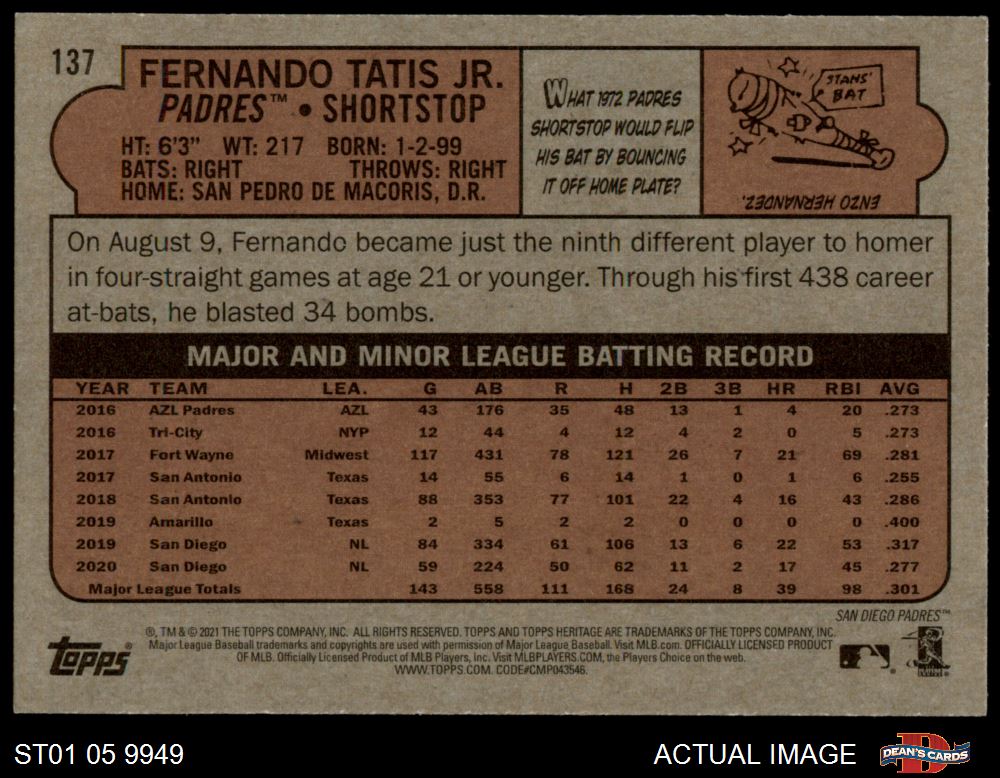 137
FERNANDO TATIS JR.
PADRES™ • SHORTSTOP
HT: 6'3" WT: 217 BORN: 1-2-99
BATS: RIGHT THROWS: RIGHT
HOME: SAN PEDRO DE MACORIS, D.R.
WHAT 1972 PADRES
SHORTSTOP WOULD FLIP
HIS BAT BY BOUNCING
IT OFF HOME PLATE?
STANS'
BAT
ENZO HERNANDEZ.
On August 9, Fernando became just the ninth different player to homer
in four-straight games at age 21 or younger. Through his first 438 career
at-bats, he blasted 34 bombs.
MAJOR AND MINOR LEAGUE BATTING RECORD
YEAR TEAM LEA. G AB R H 2B 3B HR RBI AVG
2016 AZL Padres AZL 43 176 35 48 13 1 4 20 .273
2016 Tri-City NYP 12 44 4 12 4 2 0 5 .273
2017 Fort Wayne Midwest 117 431 78 121 26 7 21 69 .281
2017 San Antonio Texas 14 55 6 14 1 0 1 6 .255
2018 San Antonio Texas 88 353 77 101 22 4 16 43 .286
2019 Amarillo Texas 2 5 2 2 0 0 0 0 .400
2019 San Diego NL 84 334 61 106 13 6 22 53 .317
2020 San Diego NL 59 224 50 62 11 2 17 45 .277
Major League Totals 143 558 111 168 24 8 39 98 .301
SAN DIEGO PADRES™
®, TM & © 2021 THE TOPPS COMPANY, INC. ALL RIGHTS RESERVED. TOPPS AND TOPPS HERITAGE ARE TRADEMARKS OF THE TOPPS COMPANY, INC.
Major League Baseball trademarks and copyrights are used with permission of Major League Baseball. Visit MLB.com. OFFICIALLY LICENSED PRODUCT
OF MLB. Officially Licensed Product of MLB Players, Inc. Visit MLBPLAYERS.COM, the Players Choice on the web.
WWW.TOPPS.COM. CODE#CMP043546.
Topps®
ST01 05 9949
ACTUAL IMAGE
DEAN'S CARDS